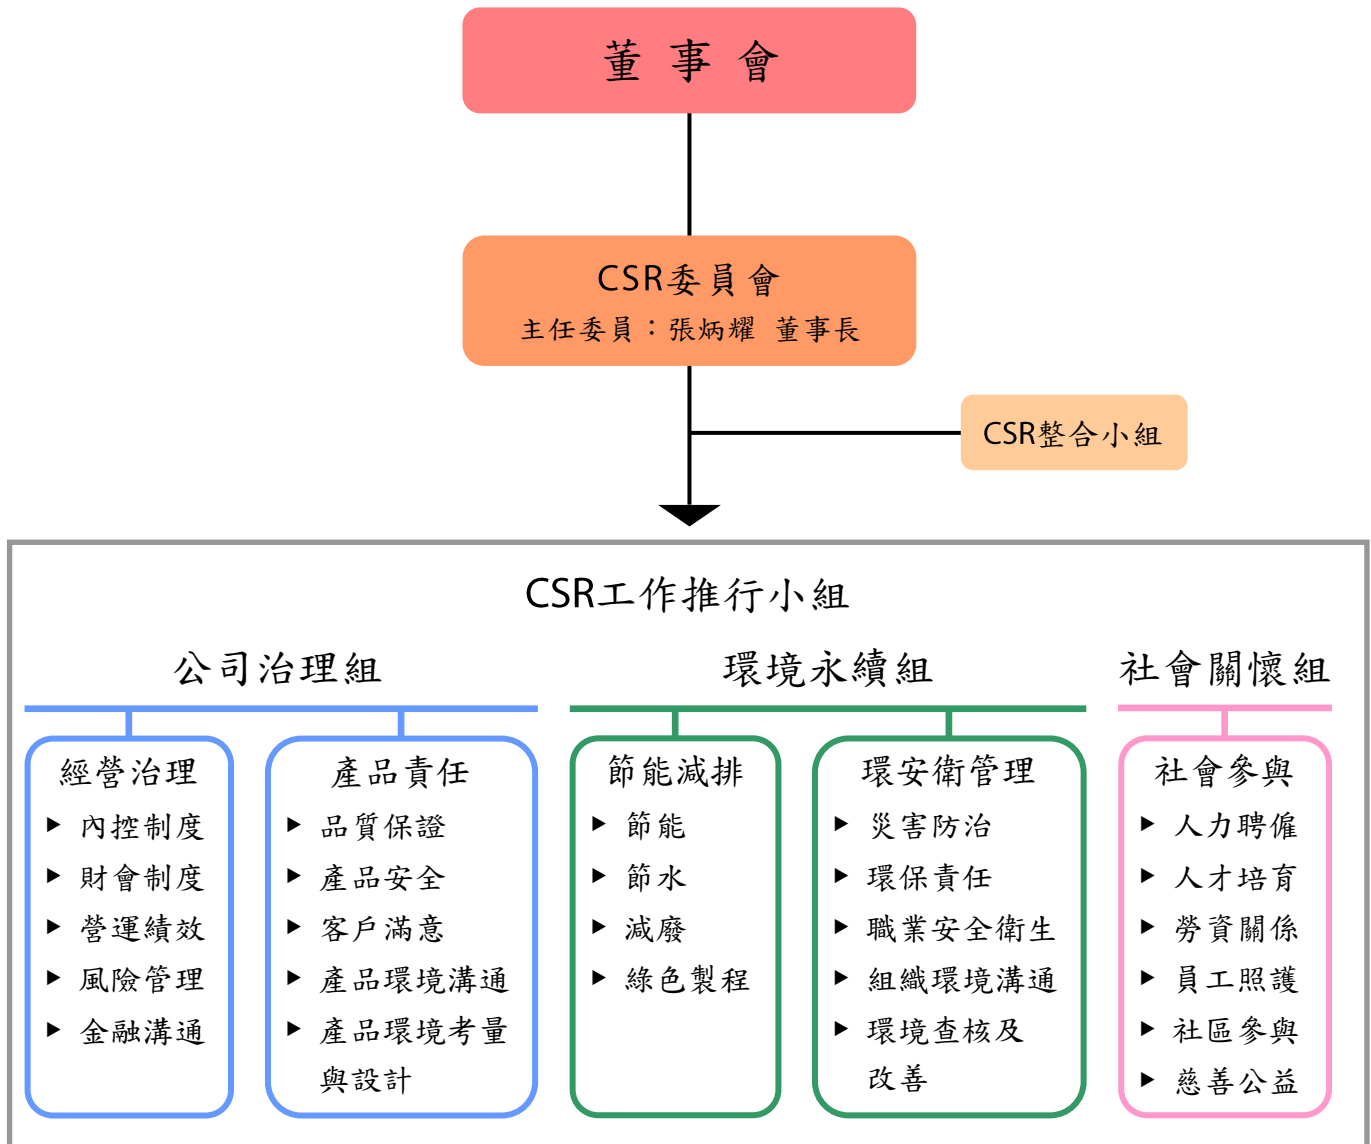 董事會
CSR委員會
主任委員：張炳耀 董事長
CSR整合小組
CSR工作推行小組
公司治理組
經營治理
內控制度
財會制度
營運績效
風險管理
金融溝通
產品責任
品質保證
產品安全
客戶滿意
產品環境溝通
產品環境考量
與設計
環境永續組
節能減排
節能
節水
減廢
綠色製程
環安衛管理
災害防治
環保責任
職業安全衛生
組織環境溝通
環境查核及
改善
社會關懷組
社會參與
人力聘僱
人才培育
勞資關係
員工照護
社區參與
慈善公益